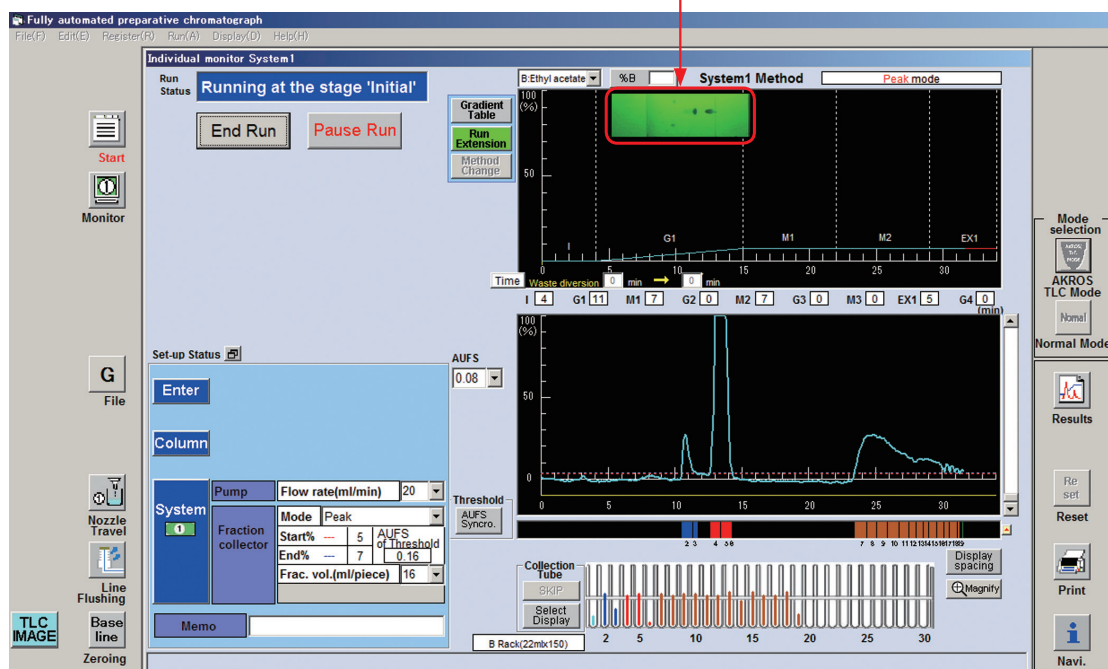 Fully automated preparative chromatograph
File(F) Edit(E) Register(R) Run(A) Display(D) Help(H)
Individual monitor System1
Run Status
Running at the stage 'Initial'
End Run
Pause Run
Gradient Table
Run Extension
Method Change
B:Ethyl acetate
%B
System1 Method
Peak mode
100
(%)
50
I G1 M1 M2 EX1
0 5 10 15 20 25 30
Time
Waste diversion 0 min → 0 min
I 4 G1 11 M1 7 G2 0 M2 7 G3 0 M3 0 EX1 5 G4 0
(min)
Start
Monitor
G
File
Nozzle Travel
Line Flushing
TLC IMAGE
Base line
Zeroing
Set-up Status
Enter
Column
System
1
Pump
Flow rate(ml/min) 20
Fraction collector
Mode Peak
Start% --- 5 AUFS of Threshold
End% --- 7 0.16
Frac. vol.(ml/piece) 16
Memo
AUFS
0.08
100
(%)
50
0
0 5 10 15 20 25 30
Threshold
AUFS Syncro.
2 3 4 5 6 7 8 9 10 11 12 13 14 15 16 17 18 19
Collection Tube
SKIP
Select Display
Display spacing
Magnify
2 5 10 15 20 25 30
B Rack(22mlx150)
Mode selection
AKROS TLC MODE
AKROS TLC Mode
Nomal
Normal Mode
Results
Re set
Reset
Print
Navi.